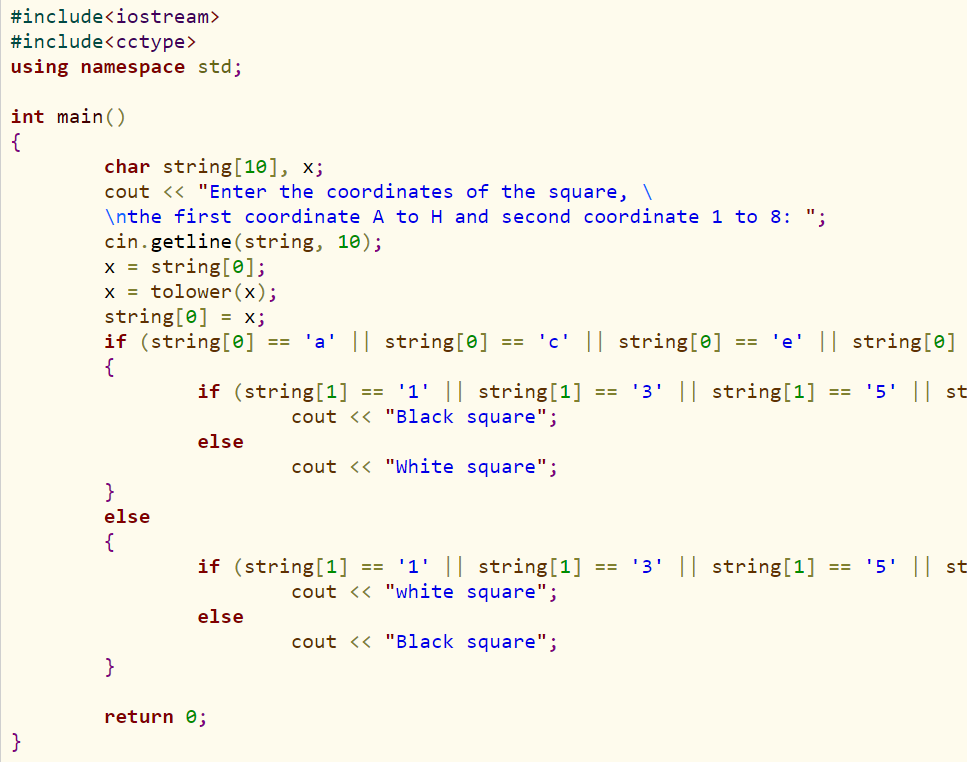 #include<iostream>
#include<cctype>
using namespace std;
int main()
{
char string[10], x;
cout << "Enter the coordinates of the square, \
\nthe first coordinate A to H and second coordinate 1 to 8: ";
cin.getline(string, 10);
x = string[0];
x = tolower(x);
string[0] = x;
if (string[0] == 'a' || string[0] == 'c' || string[0] == 'e' || string[0]
{
if (string[1] == '1' || string[1] == '3' || string[1] == '5' || st
cout << "Black square";
else
cout << "White square";
}
else
{
if (string[1] == '1' || string[1] == '3' || string[1] == '5' || st
cout << "white square";
else
cout << "Black square";
}
return 0;
}